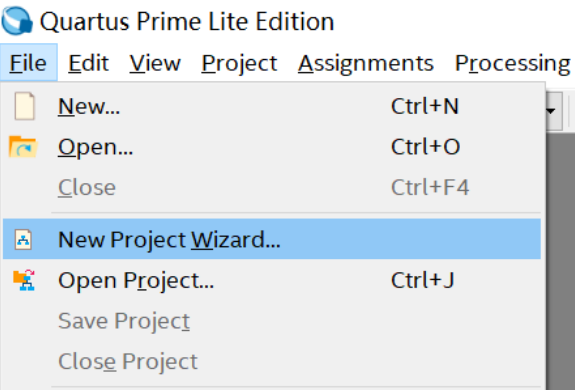 Quartus Prime Lite Edition
File Edit View Project Assignments Processing
New... Ctrl+N
Open... Ctrl+O
Close Ctrl+F4
New Project Wizard...
Open Project... Ctrl+J
Save Project
Close Project